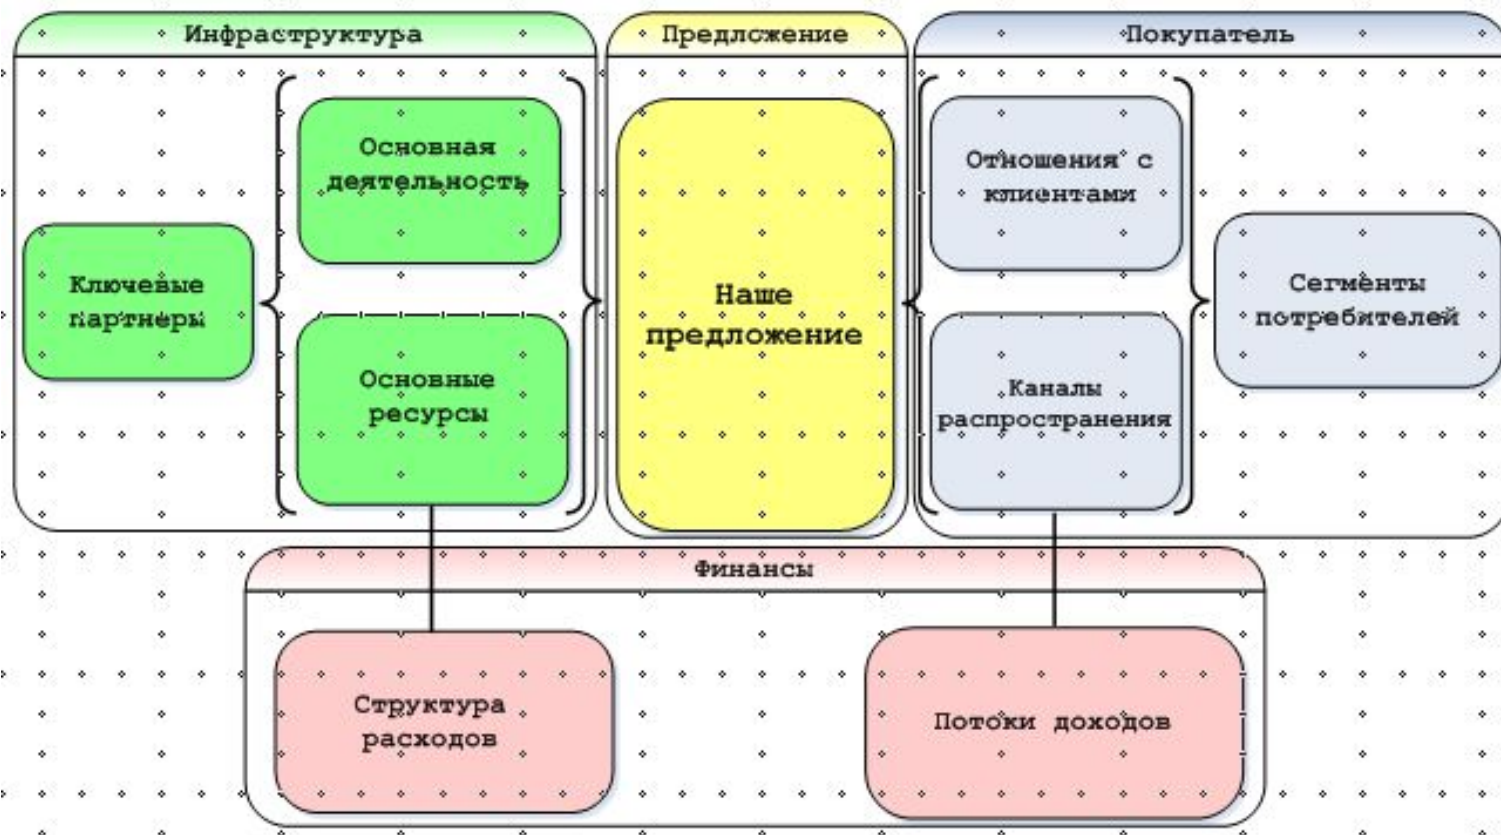 Инфраструктура
Предложение
Покупатель
Ключевые
партнеры
Основная
деятельность
Основные
ресурсы
Наше
предложение
Отношения с
клиентами
Каналы
распространения
Сегменты
потребителей
Финансы
Структура
расходов
Потоки доходов